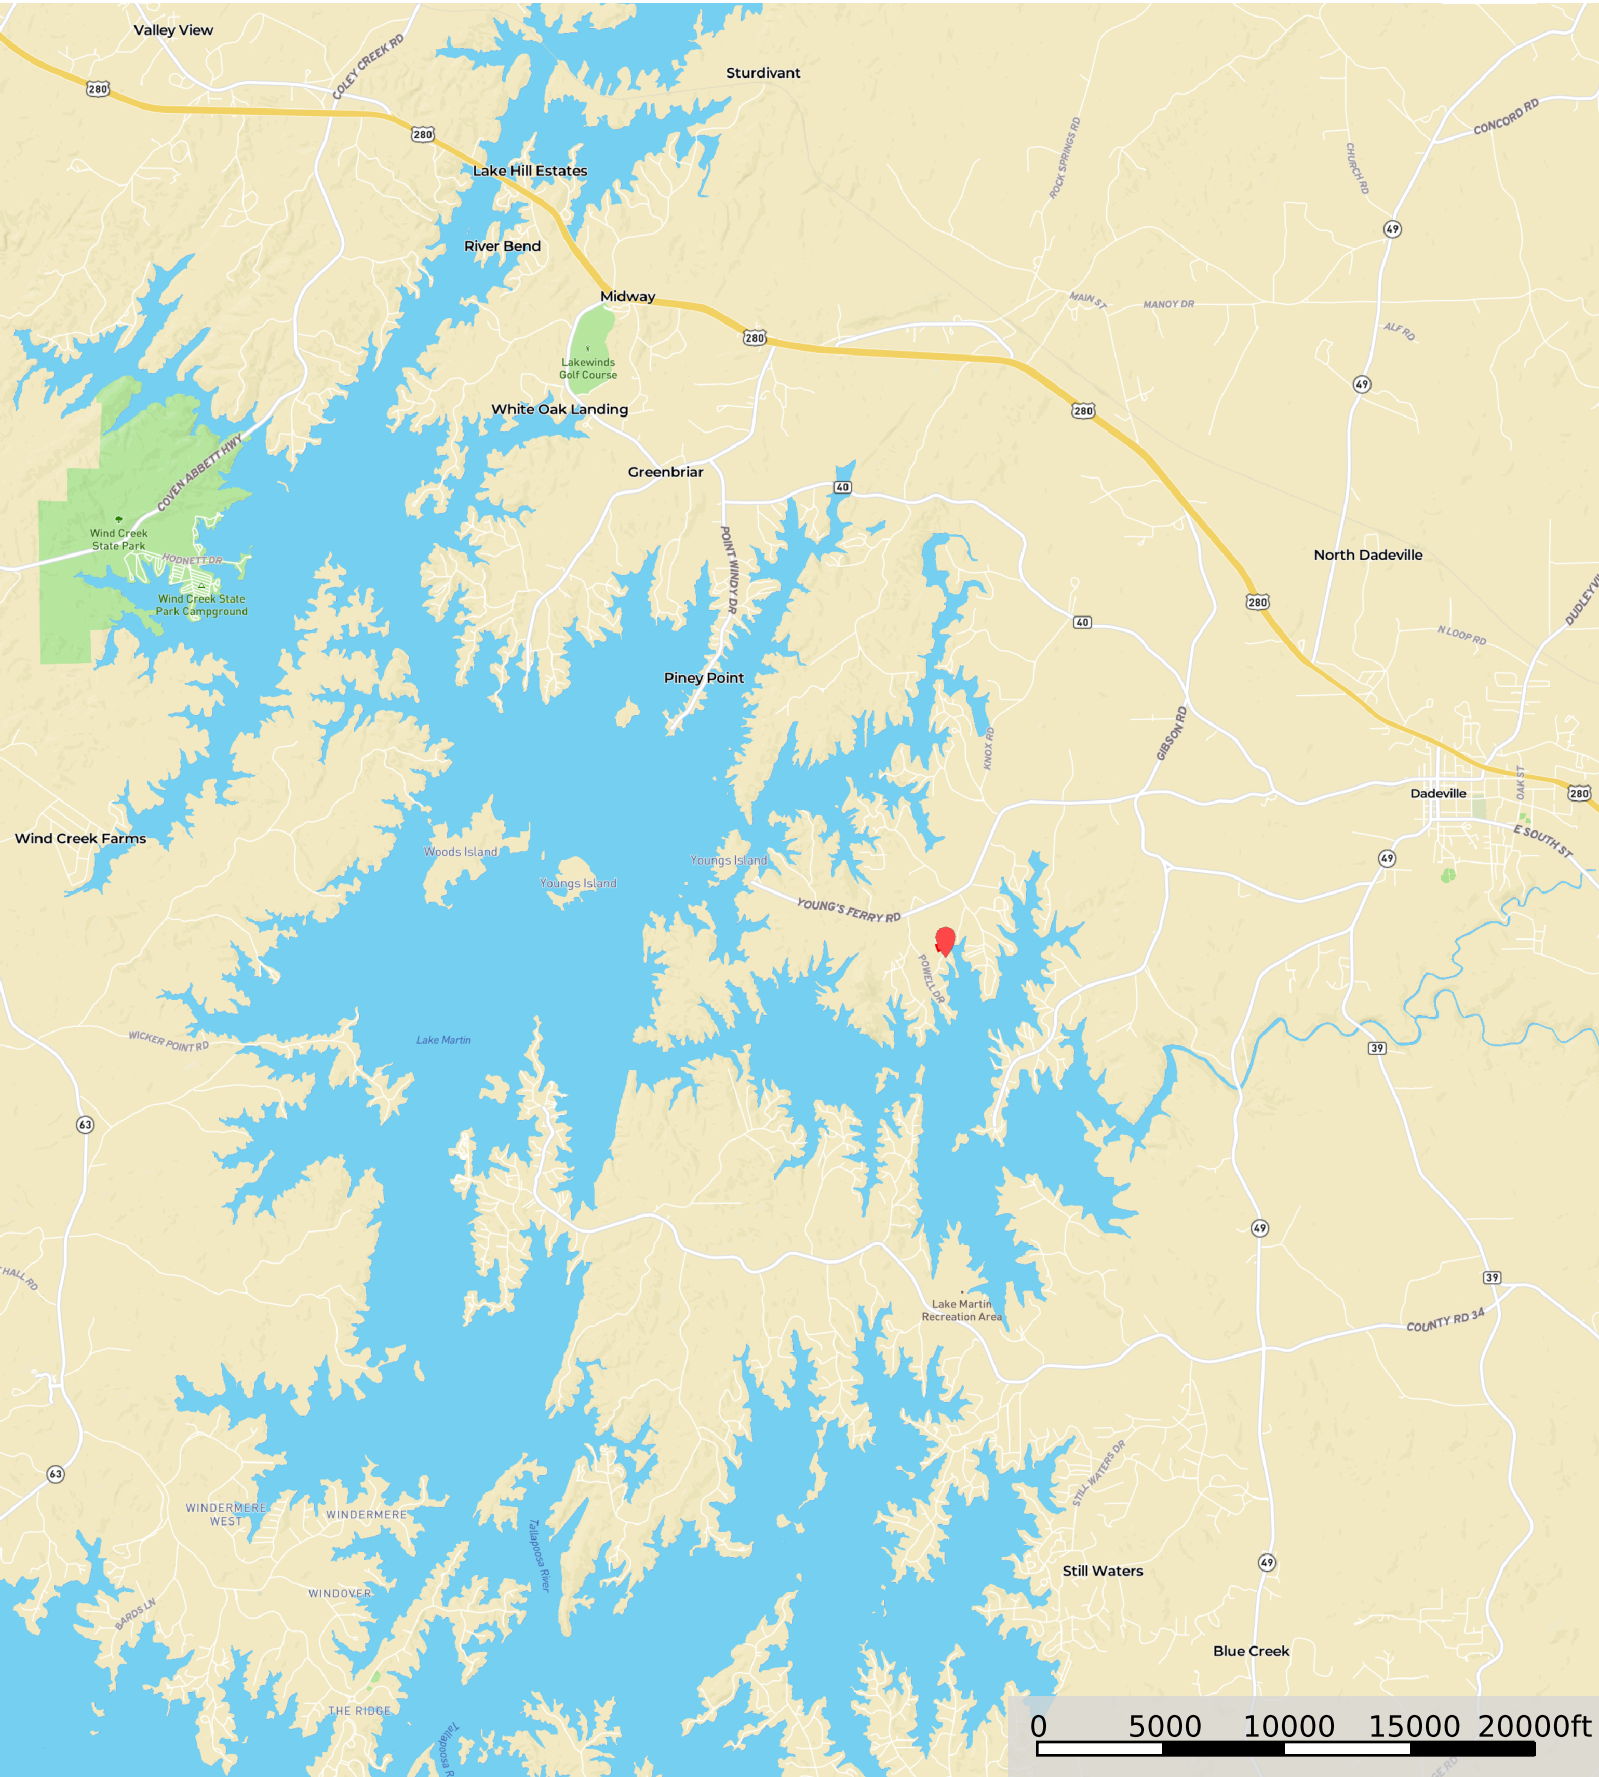 Valley View
COLEY CREEK RD
Sturdivant
280
280
CONCORD RD
ROCK SPRINGS RD
CHURCH RD
Lake Hill Estates
49
River Bend
Midway
MAIN ST
MANOY DR
ALF RD
280
Lakewinds
Golf Course
49
White Oak Landing
280
COVEN ABBETT HWY
Greenbriar
40
Wind Creek
State Park
HODNETT DR
POINT WINDY DR
North Dadeville
Wind Creek State
Park Campground
280
DUDLEYVI
40
N LOOP RD
Piney Point
GIBSON RD
KNOX RD
OAK ST
Dadeville
280
Wind Creek Farms
E SOUTH ST
Woods Island
Youngs Island
49
Youngs Island
YOUNG'S FERRY RD
POWELL DR
WICKER POINT RD
Lake Martin
39
63
49
HALL RD
39
Lake Martin
Recreation Area
COUNTY RD 34
STILL WATERS DR
63
WINDERMERE
WEST
WINDERMERE
Tallapoosa River
49
Still Waters
WINDOVER
BARDS LN
Blue Creek
THE RIDGE
Tallapoosa R
0 5000 10000 15000 20000ft
GE RD